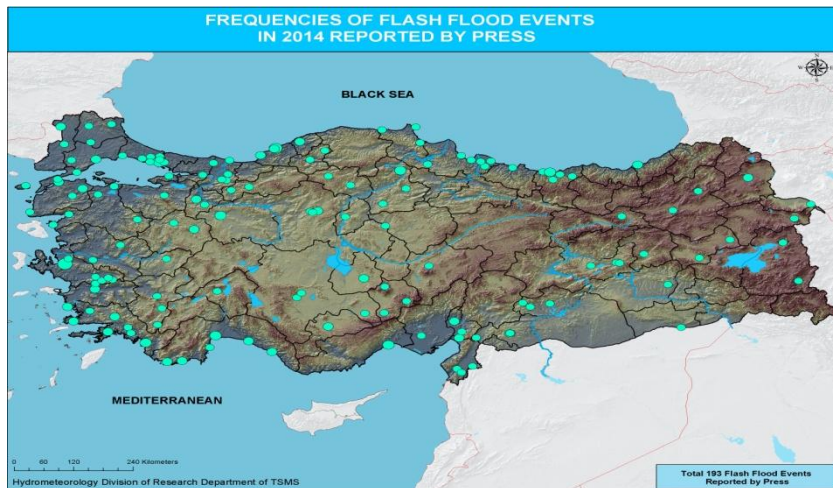 FREQUENCIES OF FLASH FLOOD EVENTS
IN 2014 REPORTED BY PRESS
N
W
E
S
BLACK SEA
MEDITERRANEAN
0 60 120 240 Kilometers
Hydrometeorology Division of Research Department of TSMS
Total 193 Flash Flood Events
Reported by Press